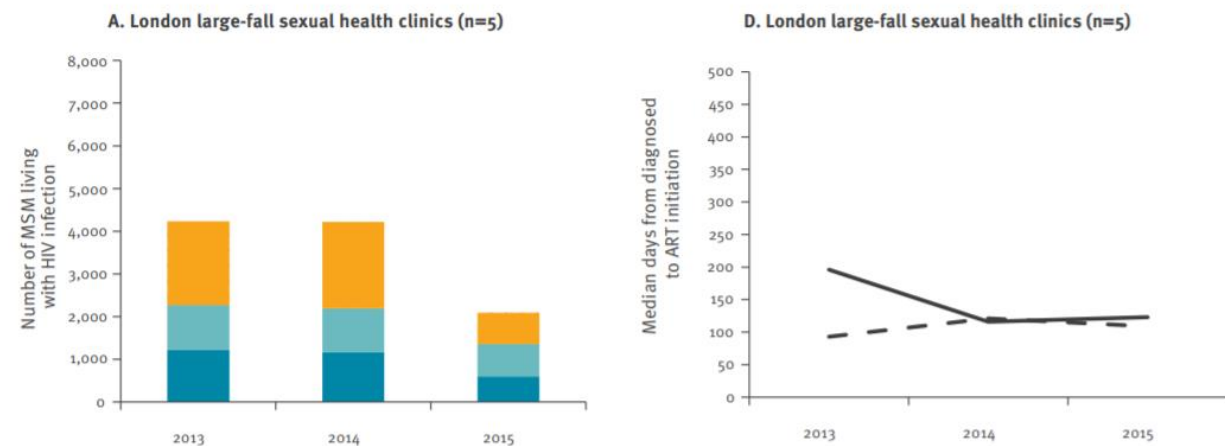 A. London large-fall sexual health clinics (n=5)
8,000
7,000
6,000
5,000
4,000
3,000
2,000
1,000
0
Number of MSM living
with HIV infection
2013 2014 2015
D. London large-fall sexual health clinics (n=5)
500
450
400
350
300
250
200
150
100
50
0
Median days from diagnosed
to ART initiation
2013 2014 2015